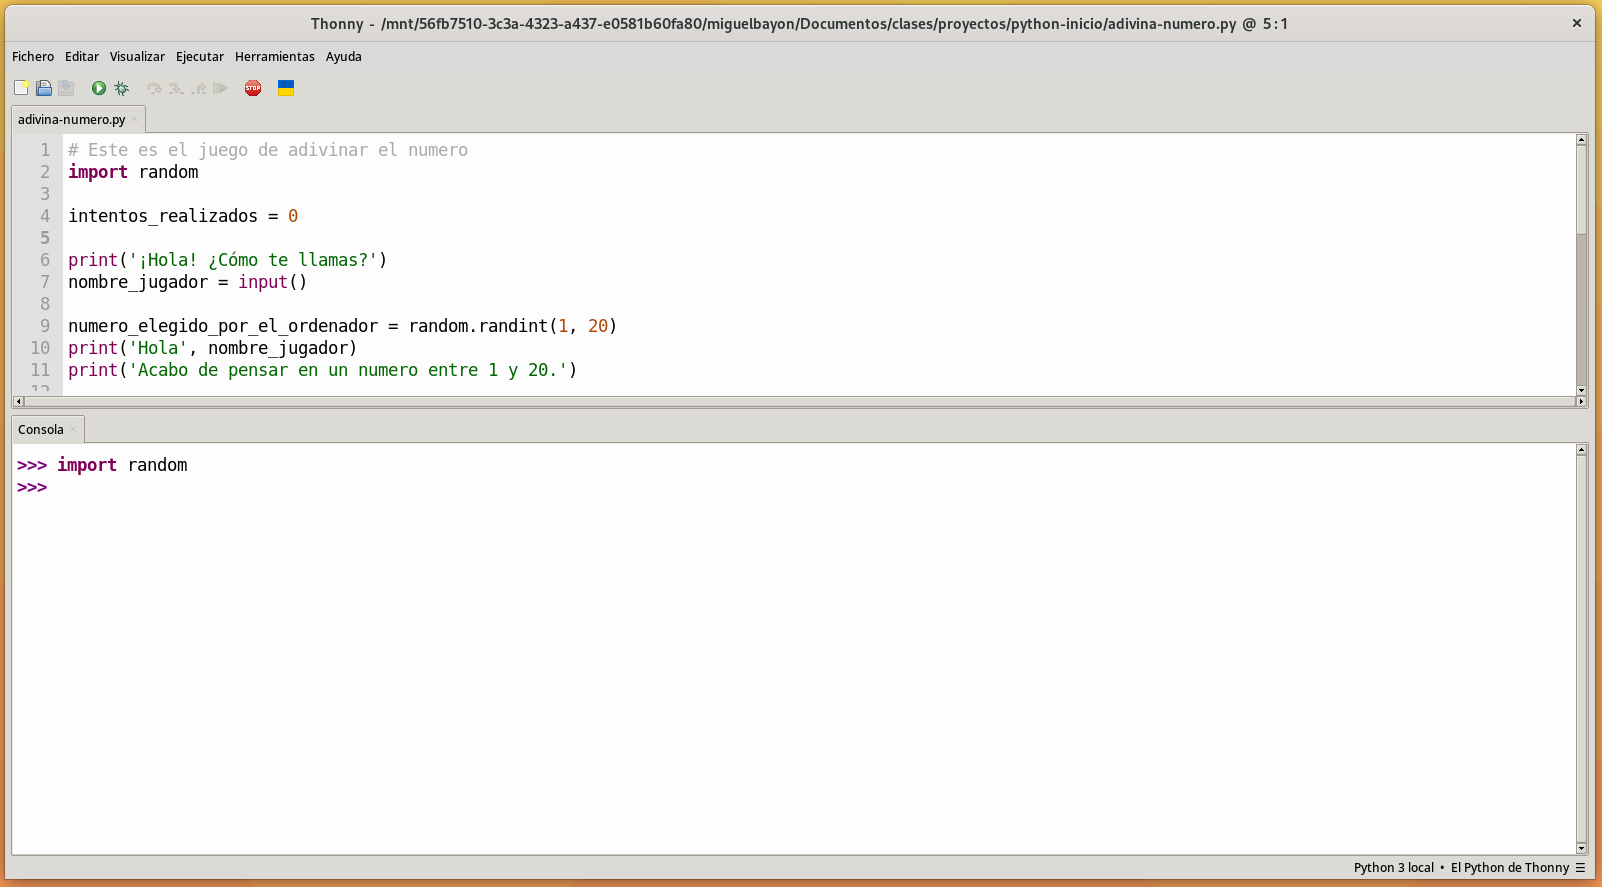 Thonny - /mnt/56fb7510-3c3a-4323-a437-e0581b60fa80/miguelbayon/Documentos/clases/proyectos/python-inicio/adivina-numero.py @ 5:1
Fichero Editar Visualizar Ejecutar Herramientas Ayuda
STOP
adivina-numero.py
1 # Este es el juego de adivinar el numero
2 import random
3
4 intentos_realizados = 0
5
6 print('¡Hola! ¿Cómo te llamas?')
7 nombre_jugador = input()
8
9 numero_elegido_por_el_ordenador = random.randint(1, 20)
10 print('Hola', nombre_jugador)
11 print('Acabo de pensar en un numero entre 1 y 20.')
12
Consola
>>> import random
>>>
Python 3 local • El Python de Thonny ☰